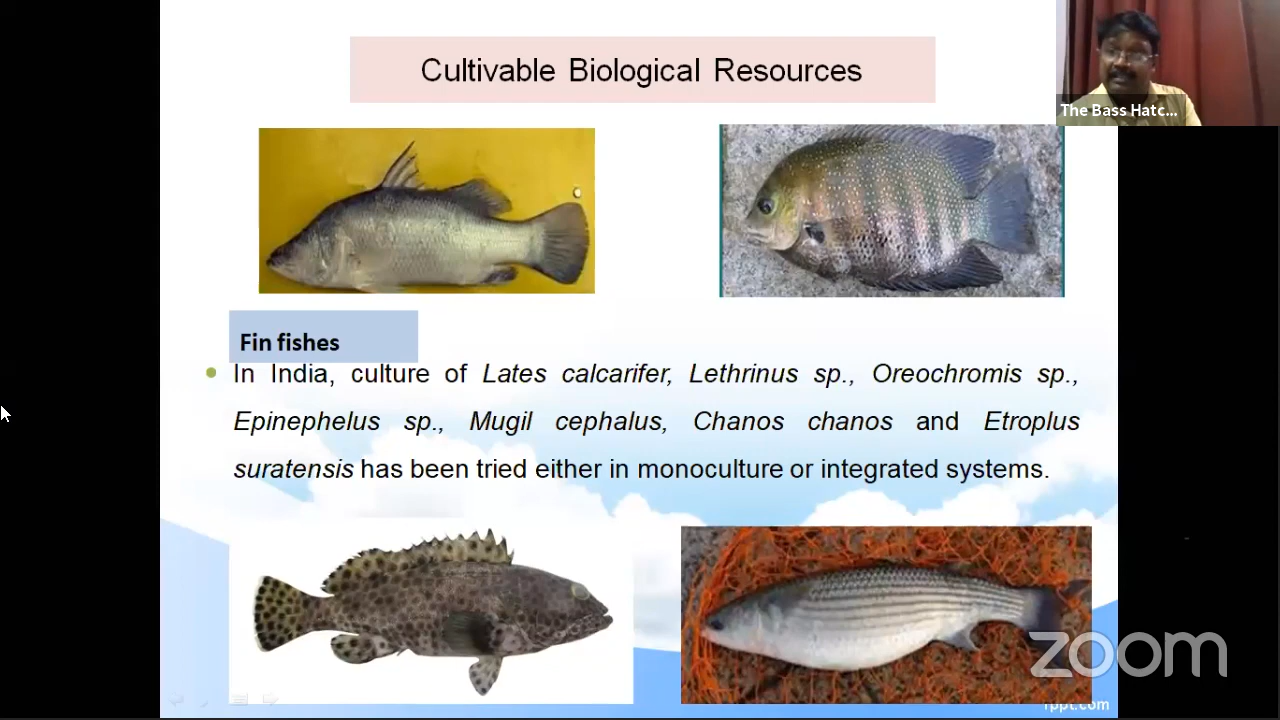 Cultivable Biological Resources
The Bass Hatc...
Fin fishes
In India, culture of Lates calcarifer, Lethrinus sp., Oreochromis sp.,
Epinephelus sp., Mugil cephalus, Chanos chanos and Etroplus
suratensis has been tried either in monoculture or integrated systems.
zoom
rppt.com